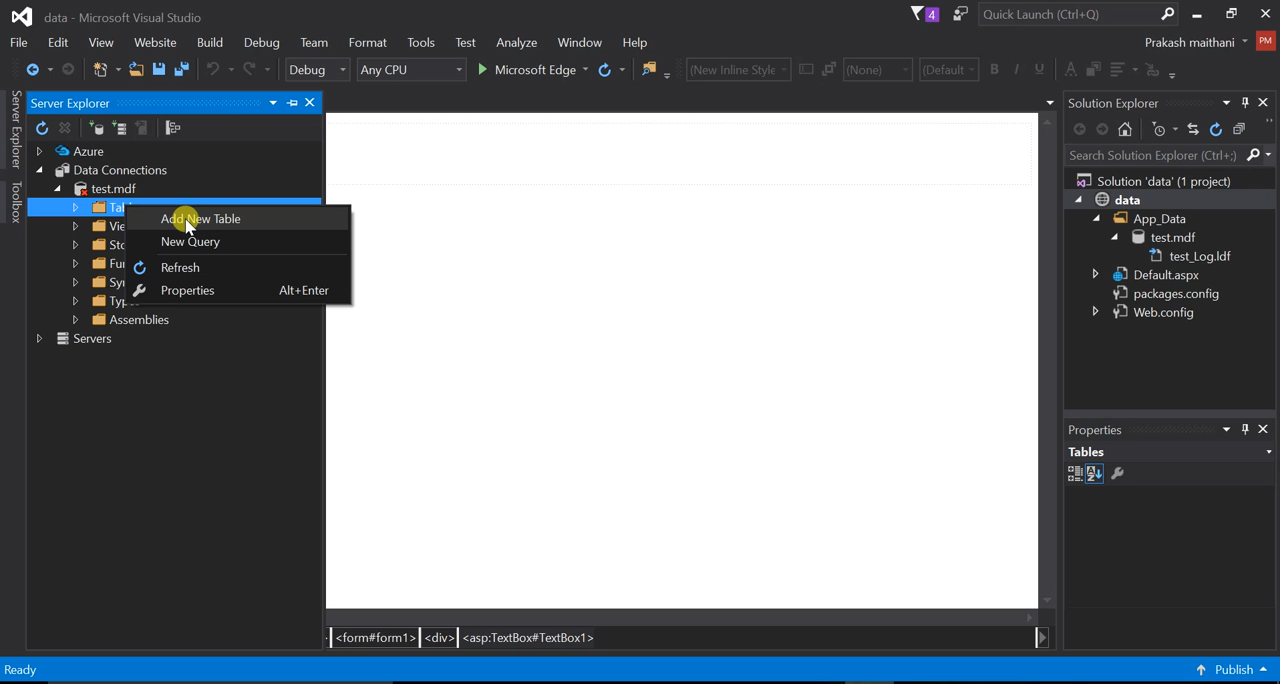 data - Microsoft Visual Studio
4
Quick Launch (Ctrl+Q)
File Edit View Website Build Debug Team Format Tools Test Analyze Window Help
Prakash maithani
PM
Debug
Any CPU
Microsoft Edge
(New Inline Style
(None)
(Default
B I U A
Server Explorer
Toolbox
Server Explorer
Azure
Data Connections
test.mdf
Add New Table
New Query
Refresh
Properties Alt+Enter
Assemblies
Servers
<form#form1> <div> <asp:TextBox#TextBox1>
Solution Explorer
Search Solution Explorer (Ctrl+;)
Solution 'data' (1 project)
data
App_Data
test.mdf
test_Log.ldf
Default.aspx
packages.config
Web.config
Properties
Tables
Ready
Publish